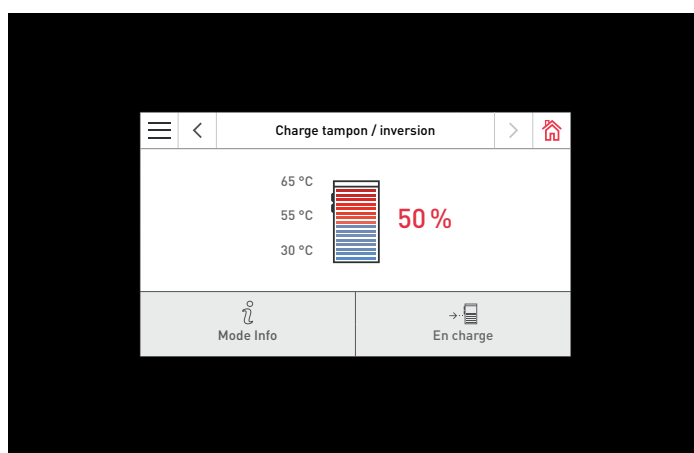 Charge tampon / inversion
65 °C
55 °C
50 %
30 °C
Mode Info
En charge